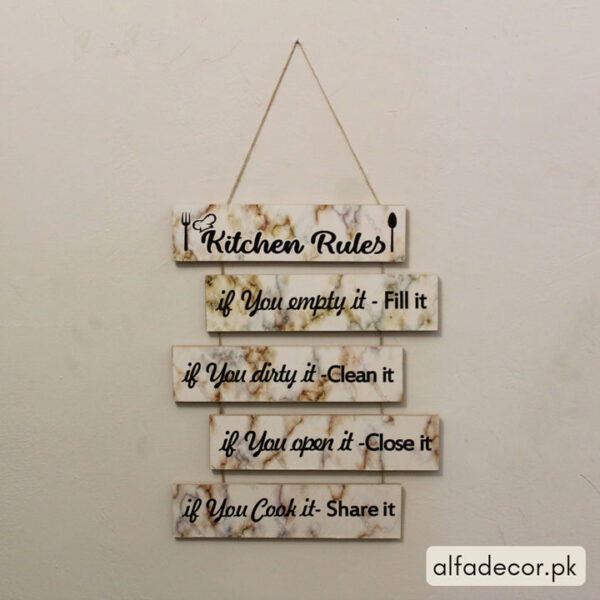 Kitchen Rules
if You empty it - Fill it
if You dirty it -Clean it
if You open it -Close it
if You Cook it- Share it
alfadecor.pk